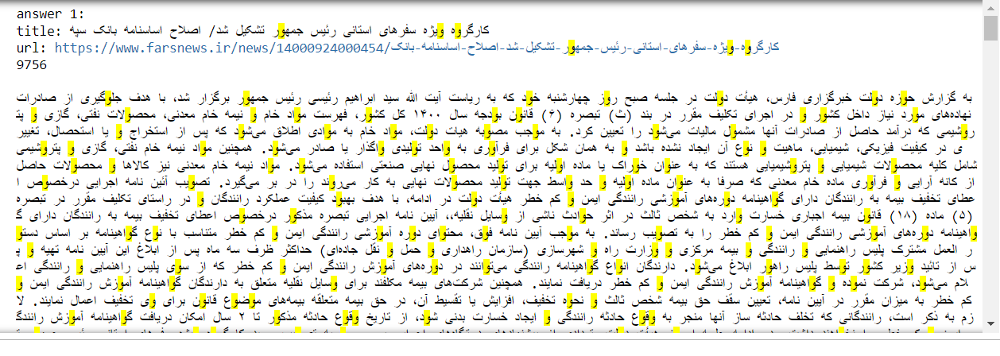 answer 1:
title: کارگروه ویژه سفرهای استانی رئیس جمهور تشکیل شد/ اصلاح اساسنامه بانک سپه
url: https://www.farsnews.ir/news/14000924000454/کارگروه-ویژه-سفرهای-استانی-رئیس-جمهور-تشکیل-شد-اصلاح-اساسنامه-بانک
9756
به گزارش حوزه دولت خبرگزاری فارس، هیأت دولت در جلسه صبح روز چهارشنبه خود که به ریاست آیت الله سید ابراهیم رئیسی رئیس جمهور برگزار شد، با هدف جلوگیری از صادرات
نهاده‌های مورد نیاز داخل کشور و در اجرای تکلیف مقرر در بند (ث) تبصره (۶) قانون بودجه سال ۱۴۰۰ کل کشور، فهرست مواد خام و نیمه خام معدنی، محصولات نفتی، گازی و پت
روشیمی که درآمد حاصل از صادرات آنها مشمول مالیات می‌شود را تعیین کرد. به موجب مصوبه هیات دولت، مواد خام به موادی اطلاق می‌شود که پس از استخراج و یا استحصال، تغییر
ی در کیفیت فیزیکی، شیمیایی، ماهیت و نوع آن ایجاد نشده باشد و به همان شکل برای فرآوری به واحد تولیدی واگذار یا صادر می‌شود. همچنین مواد نیمه خام نفتی، گازی و پتروشیمی
شامل کلیه محصولات شیمیایی و پتروشیمیایی هستند که به عنوان خوراک یا ماده اولیه برای تولید محصول نهایی صنعتی استفاده می‌شود. مواد نیمه خام معدنی نیز کالاها و محصولات حاصل
از کانه آرایی و فرآوری ماده خام معدنی که صرفا به عنوان ماده اولیه و حد واسط جهت تولید محصولات نهایی به کار می‌روند را در بر می‌گیرد. تصویب آئین نامه اجرایی درخصوص ا
عطای تخفیف بیمه به رانندگان دارای گواهینامه دوره‌های آموزشی رانندگی ایمن و کم خطر هیأت دولت در ادامه، با هدف بهبود کیفیت عملکرد رانندگان و در راستای تکلیف مقرر در تبصره
(۵) ماده (۱۸) قانون بیمه اجباری خسارت وارد به شخص ثالث در اثر حوادث ناشی از وسایل نقلیه،، آیین نامه اجرایی تبصره مذکور درخصوص اعطای تخفیف بیمه به رانندگان دارای گ
واهینامه دوره‌های آموزشی رانندگی ایمن و کم خطر را به تصویب رساند. به موجب آیین نامه فوق، محتوای دوره آموزشی رانندگی ایمن و کم خطر متناسب با نوع گواهینامه بر اساس دستو
ر العمل مشترک پلیس راهنمایی و رانندگی و بیمه مرکزی و وزارت راه و شهرسازی (سازمان راهداری و حمل و نقل جاده‌ای) حداکثر ظرف سه ماه پس از ابلاغ این آیین نامه تهیه و پ
س از تائید وزیر کشور توسط پلیس راهور ابلاغ می‌شود. دارندگان انواع گواهینامه رانندگی می‌توانند در دوره‌های آموزش رانندگی ایمن و کم خطر که از سوی پلیس راهنمایی و رانندگی اع
لام می‌شود، شرکت نموده و گواهینامه آموزش رانندگی ایمن و کم خطر دریافت نمایند. همچنین شرکت‌های بیمه مکلفند برای وسایل نقلیه متعلق به دارندگان گواهینامه آموزش رانندگی ایمن و
کم خطر به میزان مقرر در آیین نامه، تعیین سقف حق بیمه شخص ثالث و نحوه تخفیف، افزایش یا تقسیط آن، در حق بیمه متعلقه بیمه‌های موضوع قانون برای وی تخفیف اعمال نمایند. لا
زم به ذکر است، رانندگانی که تخلف حادثه ساز آنها منجر به وقوع حادثه رانندگی و ایجاد خسارت بدنی شود، از تاریخ وقوع حادثه مذکور تا ۲ سال امکان دریافت گواهینامه آموزش رانندگ